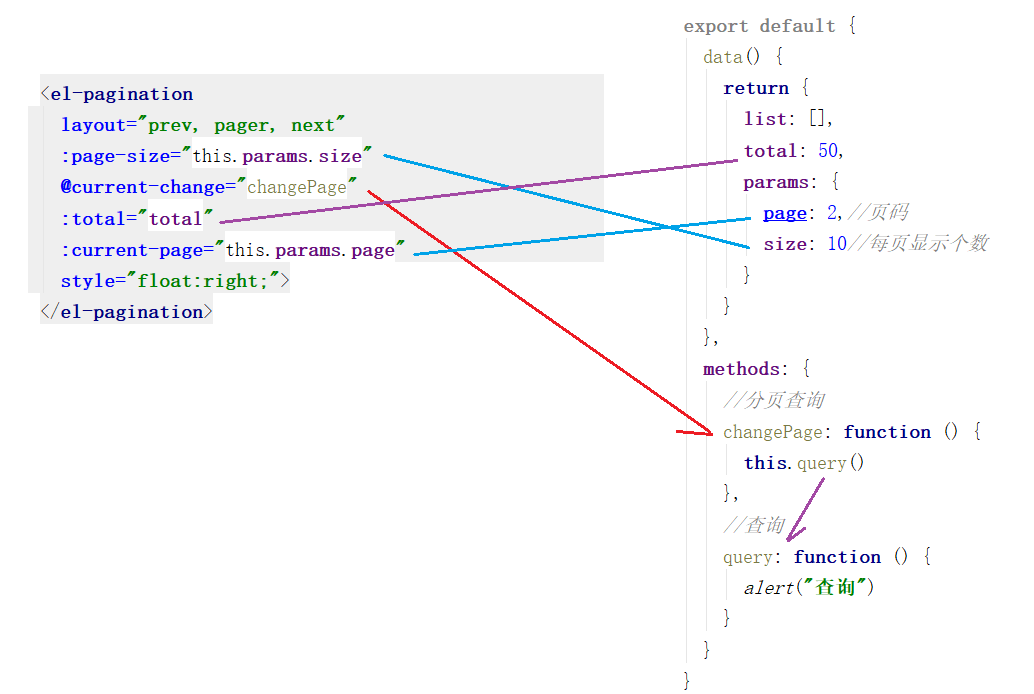 <el-pagination
layout="prev, pager, next"
:page-size="this.params.size"
@current-change="changePage"
:total="total"
:current-page="this.params.page"
style="float:right;">
</el-pagination>
export default {
data() {
return {
list: [],
total: 50,
params: {
page: 2,//页码
size: 10//每页显示个数
}
}
},
methods: {
//分页查询
changePage: function () {
this.query()
},
//查询
query: function () {
alert("查询")
}
}
}